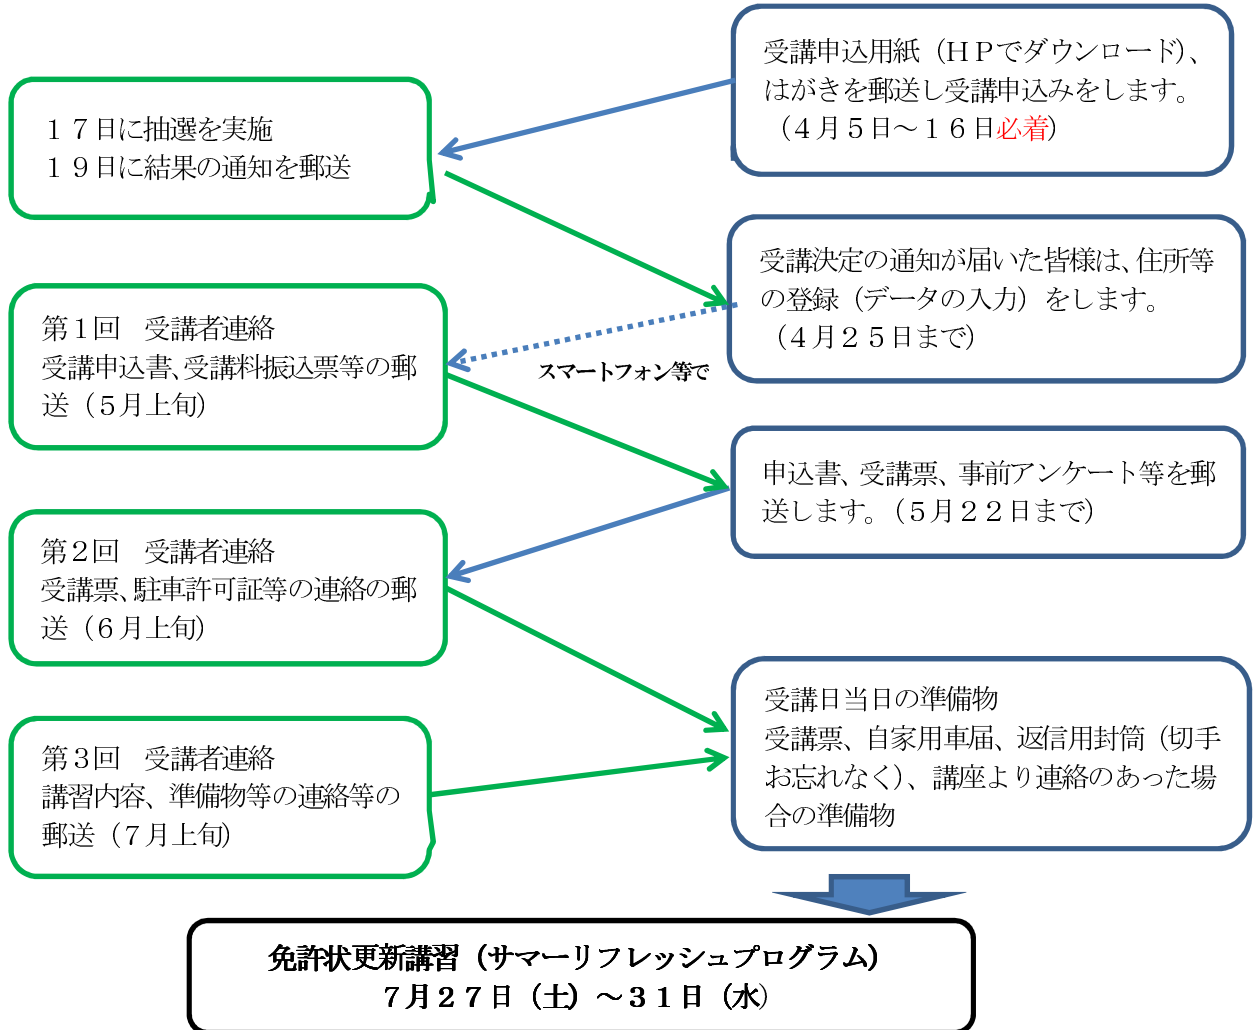 受講申込用紙（ＨＰでダウンロード）、
はがきを郵送し受講申込みをします。
（４月５日～１６日必着）
１７日に抽選を実施
１９日に結果の通知を郵送
受講決定の通知が届いた皆様は、住所等
の登録（データの入力）をします。
（４月２５日まで）
スマートフォン等で
第１回　受講者連絡
受講申込書、受講料振込票等の郵
送（５月上旬）
申込書、受講票、事前アンケート等を郵
送します。（５月２２日まで）
第２回　受講者連絡
受講票、駐車許可証等の連絡の郵
送（６月上旬）
第３回　受講者連絡
講習内容、準備物等の連絡等の
郵送（７月上旬）
受講日当日の準備物
受講票、自家用車届、返信用封筒（切手
お忘れなく）、講座より連絡のあった場
合の準備物
免許状更新講習（サマーリフレッシュプログラム）
７月２７日（土）～３１日（水）